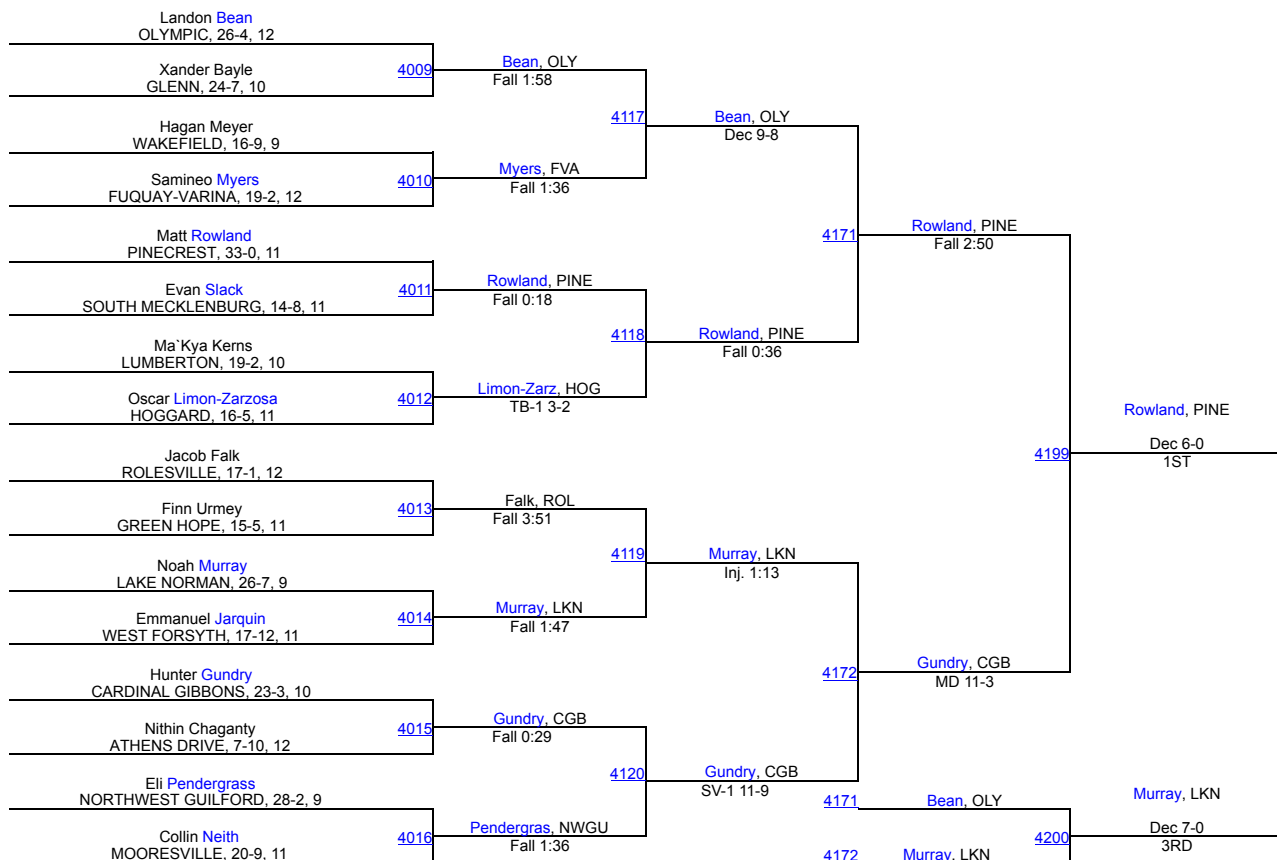 Landon Bean
OLYMPIC, 26-4, 12
Xander Bayle
GLENN, 24-7, 10
Hagan Meyer
WAKEFIELD, 16-9, 9
Samineo Myers
FUQUAY-VARINA, 19-2, 12
Matt Rowland
PINECREST, 33-0, 11
Evan Slack
SOUTH MECKLENBURG, 14-8, 11
Ma`Kya Kerns
LUMBERTON, 19-2, 10
Oscar Limon-Zarzosa
HOGGARD, 16-5, 11
Jacob Falk
ROLESVILLE, 17-1, 12
Finn Urmey
GREEN HOPE, 15-5, 11
Noah Murray
LAKE NORMAN, 26-7, 9
Emmanuel Jarquin
WEST FORSYTH, 17-12, 11
Hunter Gundry
CARDINAL GIBBONS, 23-3, 10
Nithin Chaganty
ATHENS DRIVE, 7-10, 12
Eli Pendergrass
NORTHWEST GUILFORD, 28-2, 9
Collin Neith
MOORESVILLE, 20-9, 11
4009
4010
4011
4012
4013
4014
4015
4016
Bean, OLY
Fall 1:58
Myers, FVA
Fall 1:36
Rowland, PINE
Fall 0:18
Limon-Zarz, HOG
TB-1 3-2
Falk, ROL
Fall 3:51
Murray, LKN
Fall 1:47
Gundry, CGB
Fall 0:29
Pendergras, NWGU
Fall 1:36
4117
4118
4119
4120
Bean, OLY
Dec 9-8
Rowland, PINE
Fall 0:36
Murray, LKN
Inj. 1:13
Gundry, CGB
SV-1 11-9
4171
4172
Rowland, PINE
Fall 2:50
Gundry, CGB
MD 11-3
4199
Rowland, PINE
Dec 6-0
1ST
4171
Bean, OLY
4172
Murray, LKN
4200
Murray, LKN
Dec 7-0
3RD